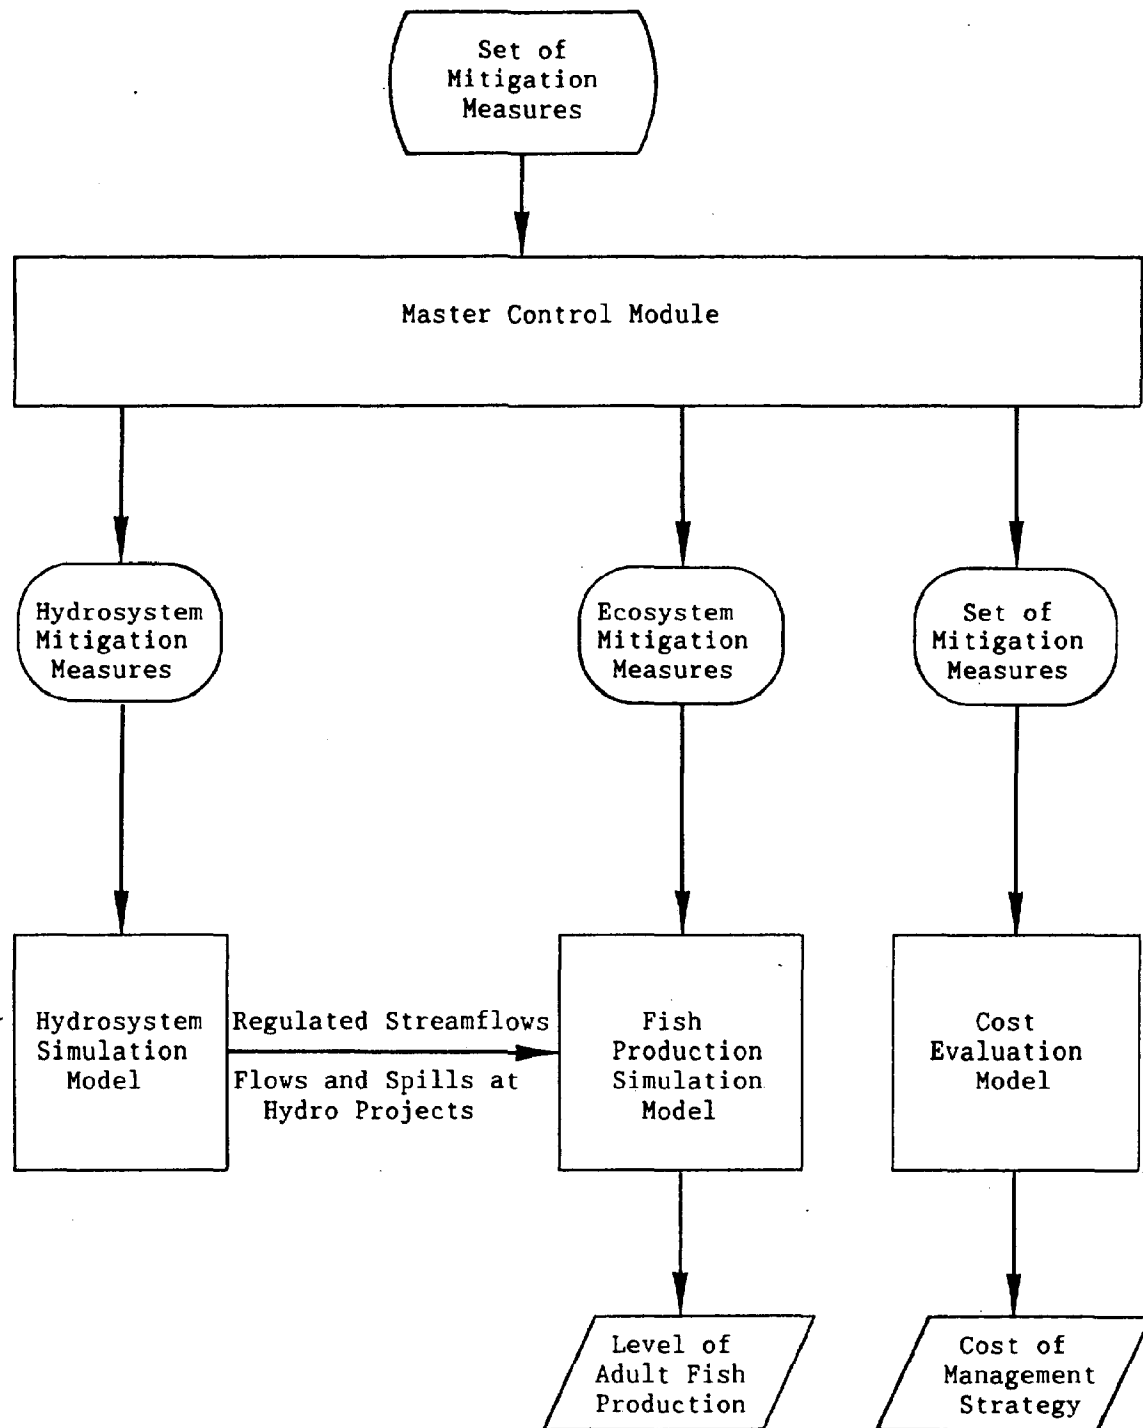 Set of
Mitigation
Measures
Master Control Module
Hydrosystem
Mitigation
Measures
Ecosystem
Mitigation
Measures
Set of
Mitigation
Measures
Hydrosystem
Simulation
Model
Regulated Streamflows
Flows and Spills at
Hydro Projects
Fish
Production
Simulation
Model
Cost
Evaluation
Model
Level of
Adult Fish
Production
Cost of
Management
Strategy